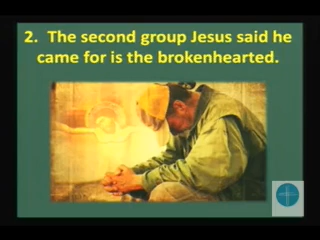 2.  The second group Jesus said he
came for is the brokenhearted.